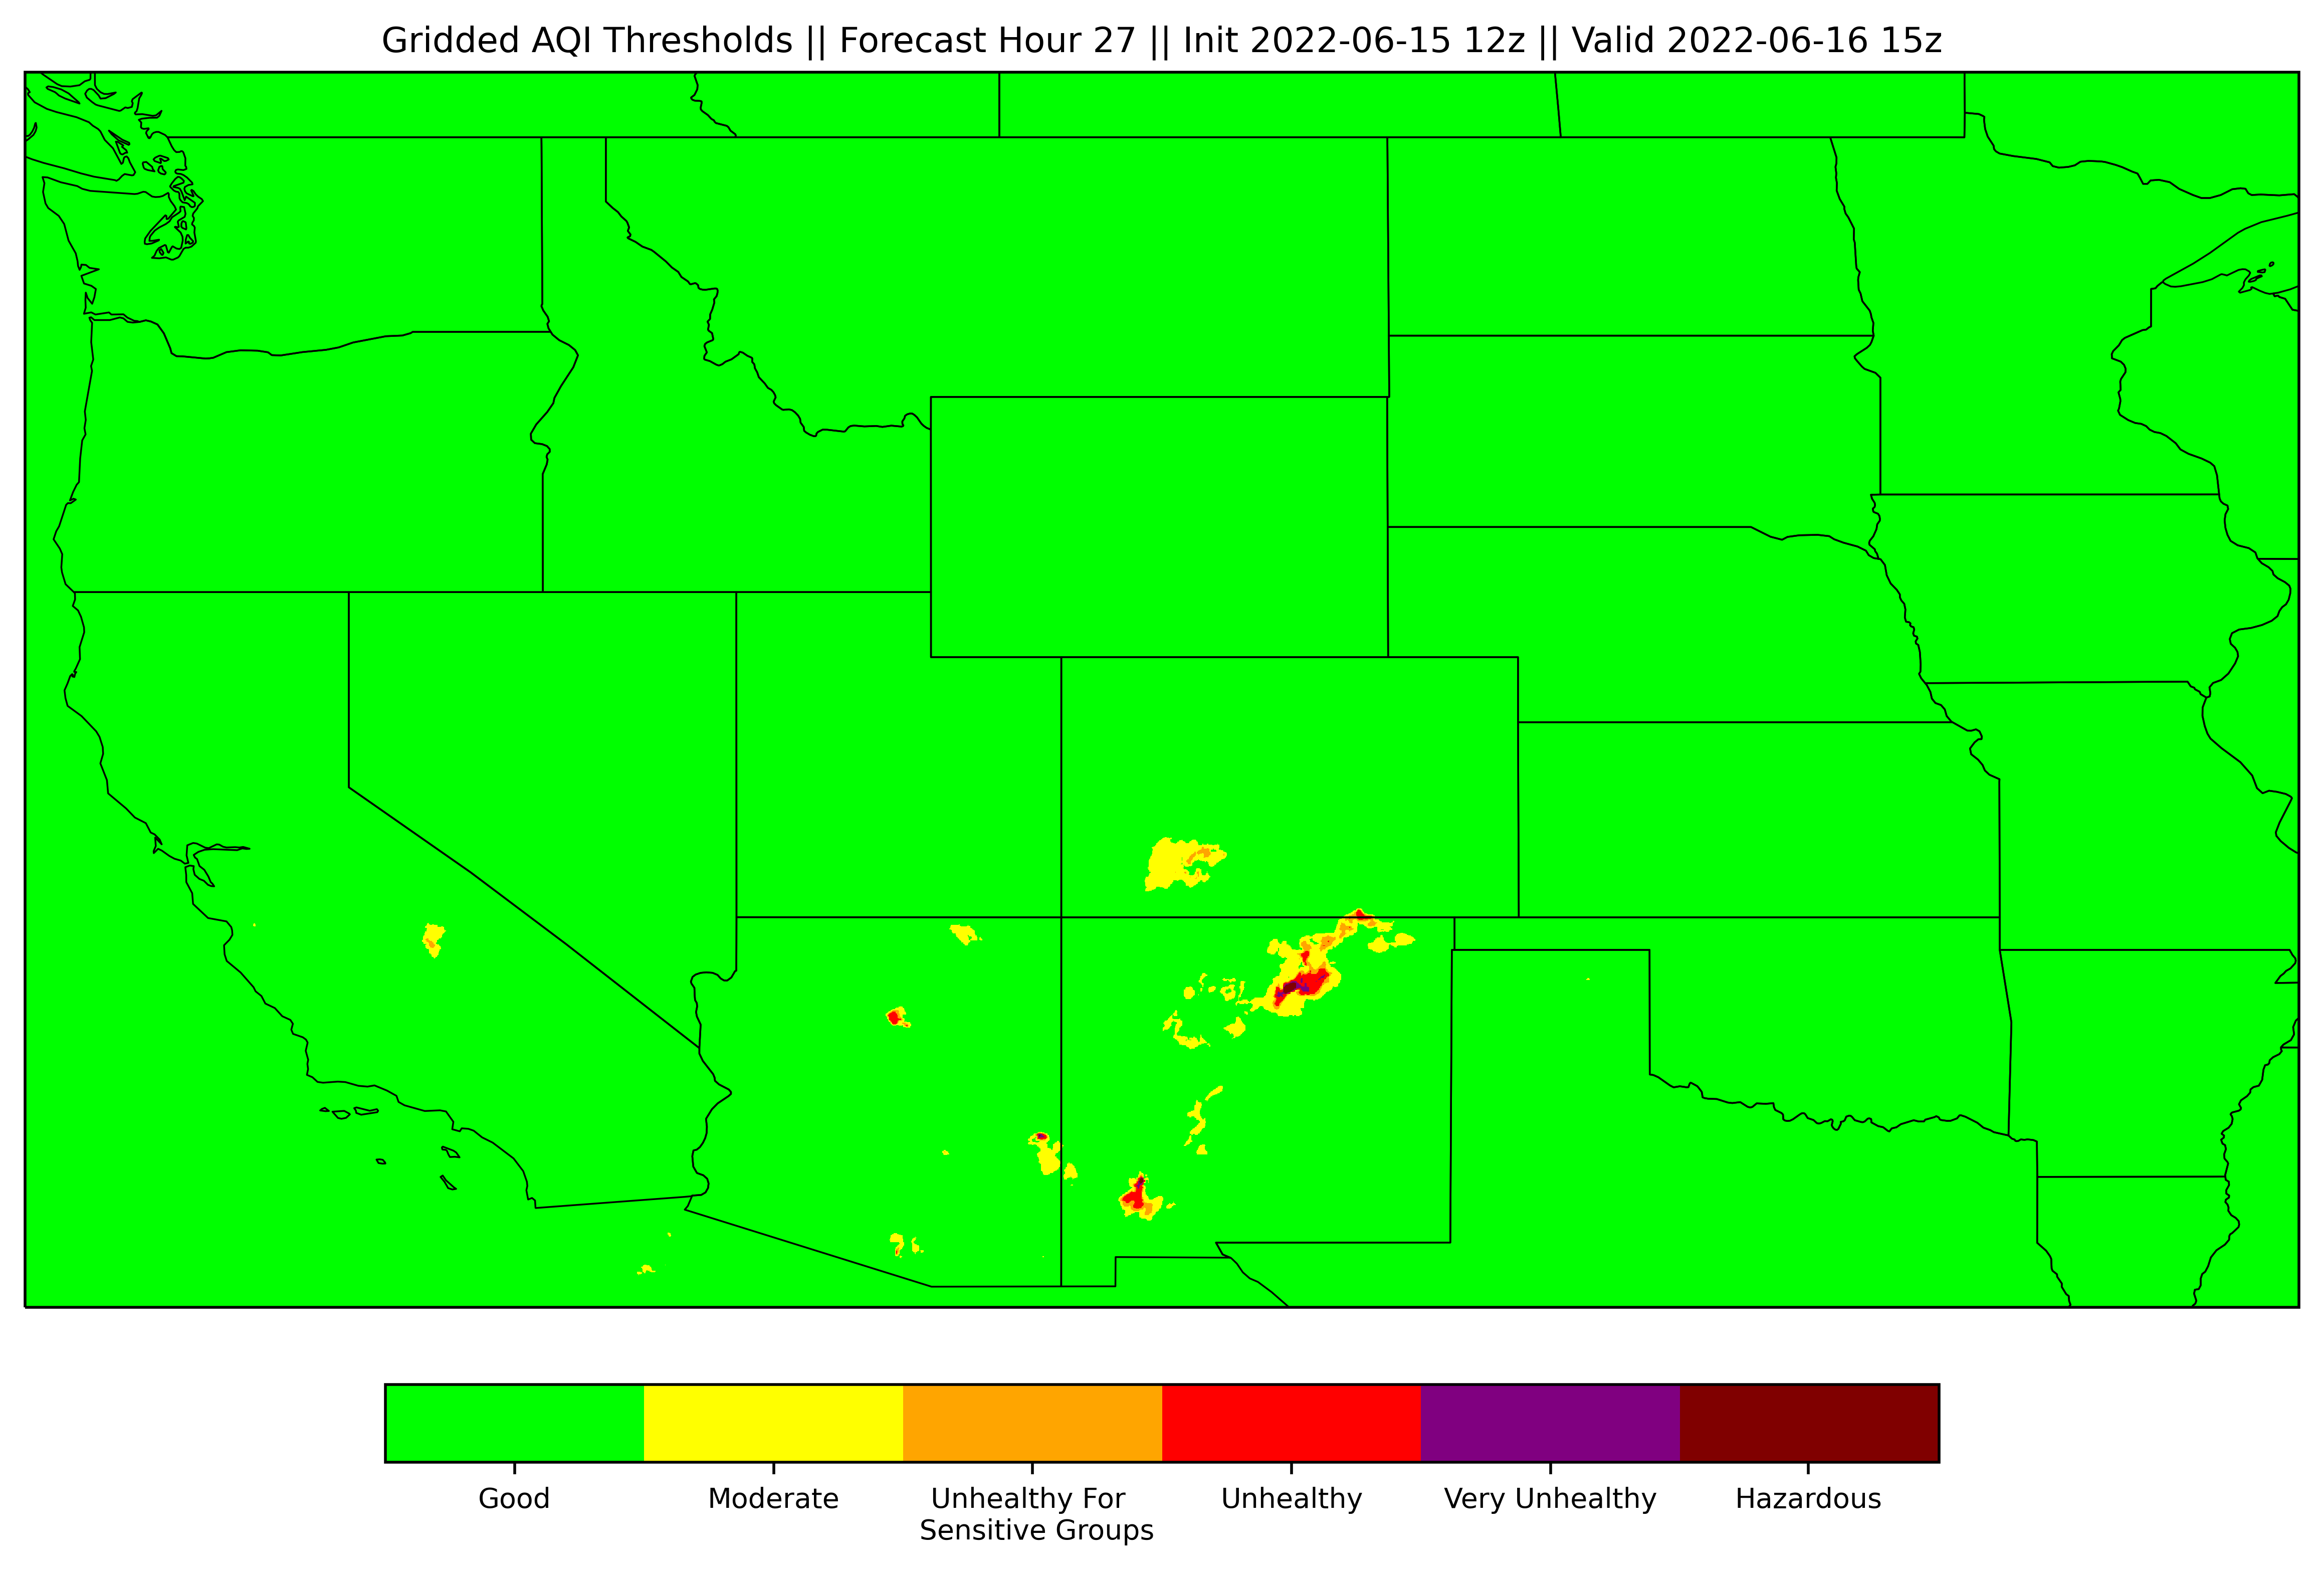 Gridded AQI Thresholds || Forecast Hour 27 || Init 2022-06-15 12z || Valid 2022-06-16 15z
Good
Moderate
Unhealthy For
Sensitive Groups
Unhealthy
Very Unhealthy
Hazardous